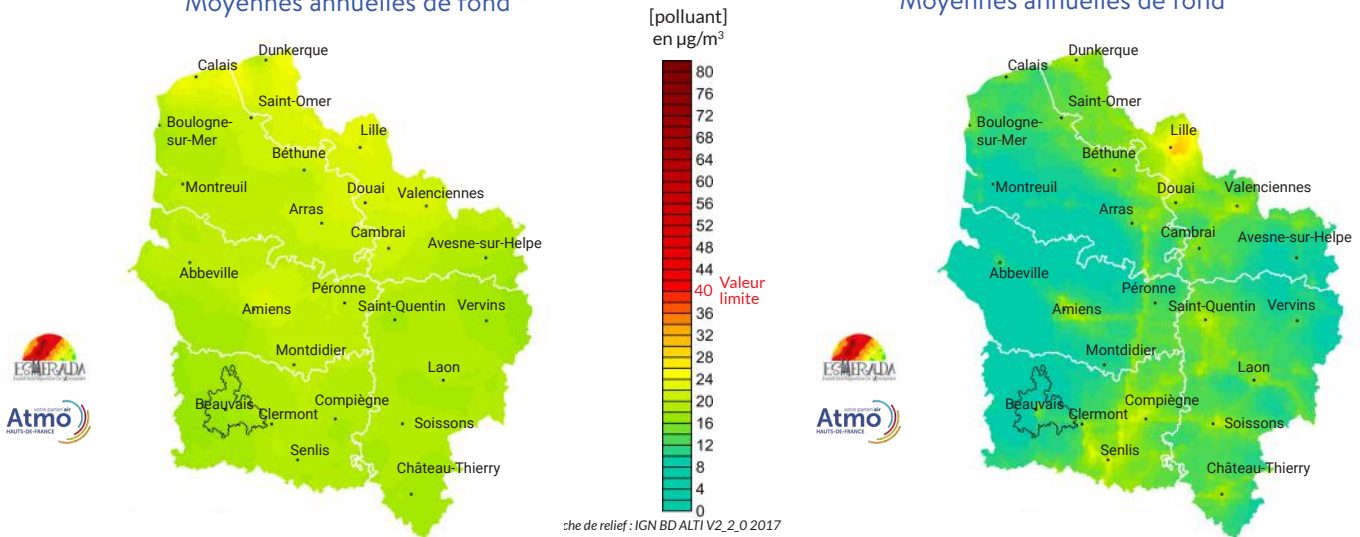 Moyennes annuelles de fond
Dunkerque
Calais
Saint-Omer
Boulogne-
sur-Mer
Lille
Béthune
Montreuil
Douai
Valenciennes
Arras
Cambrai
Avesne-sur-Helpe
Abbeville
Péronne
Amiens
Saint-Quentin
Vervins
Montdidier
Laon
Beauvais
Compiègne
Clermont
Soissons
Senlis
Château-Thierry
ESMERALDA
votre partenair
Atmo
HAUTS-DE-FRANCE
[polluant]
en µg/m³
80
76
72
68
64
60
56
52
48
44
40 Valeur
limite
36
32
28
24
20
16
12
8
4
0
che de relief : IGN BD ALTI V2_2_0 2017
Moyennes annuelles de fond
Dunkerque
Calais
Saint-Omer
Boulogne-
sur-Mer
Lille
Béthune
Montreuil
Douai
Valenciennes
Arras
Cambrai
Avesne-sur-Helpe
Abbeville
Péronne
Amiens
Saint-Quentin
Vervins
Montdidier
Laon
Beauvais
Compiègne
Clermont
Soissons
Senlis
Château-Thierry
ESMERALDA
votre partenair
Atmo
HAUTS-DE-FRANCE